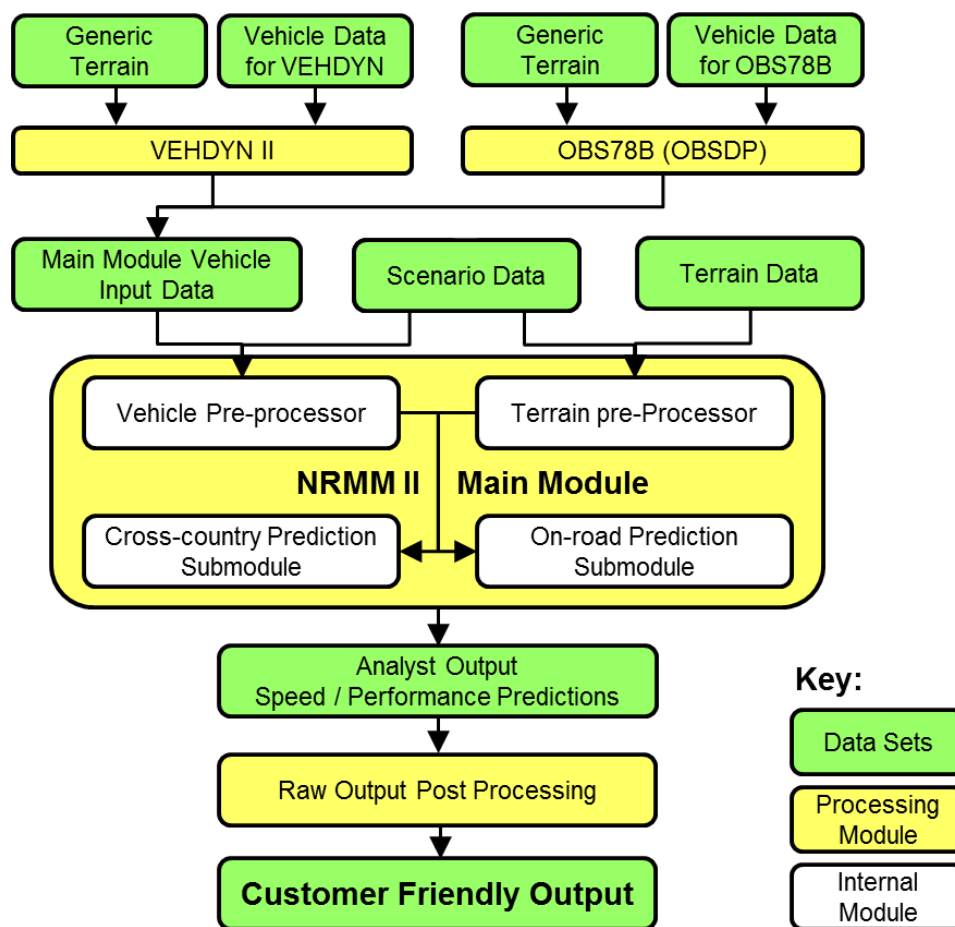 Generic
Terrain
Vehicle Data
for VEHDYN
Generic
Terrain
Vehicle Data
for OBS78B
VEHDYN II
OBS78B (OBSDP)
Main Module Vehicle
Input Data
Scenario Data
Terrain Data
Vehicle Pre-processor
Terrain pre-Processor
NRMM II Main Module
Cross-country Prediction
Submodule
On-road Prediction
Submodule
Analyst Output
Speed / Performance Predictions
Raw Output Post Processing
Customer Friendly Output
Key:
Data Sets
Processing
Module
Internal
Module